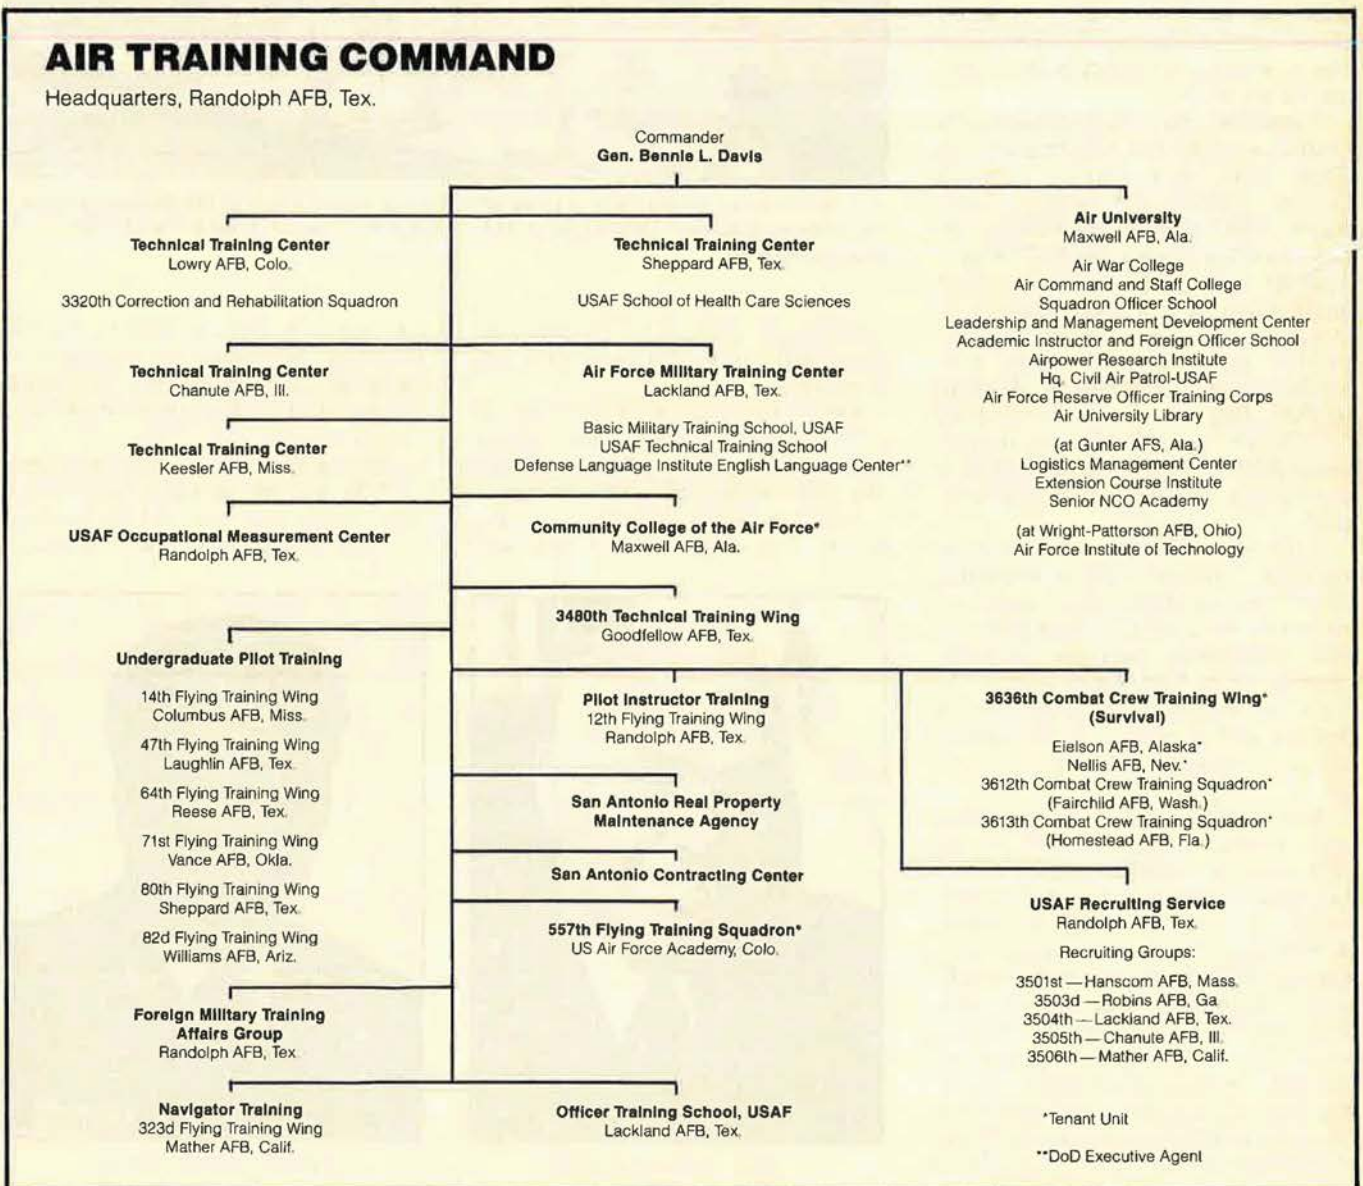 AIR TRAINING COMMAND
Headquarters, Randolph AFB, Tex.
Commander
Gen. Bennie L. Davis
Technical Training Center
Lowry AFB, Colo.
3320th Correction and Rehabilitation Squadron
Technical Training Center
Sheppard AFB, Tex.
USAF School of Health Care Sciences
Air University
Maxwell AFB, Ala.
Air War College
Air Command and Staff College
Squadron Officer School
Leadership and Management Development Center
Academic Instructor and Foreign Officer School
Airpower Research Institute
Hq. Civil Air Patrol-USAF
Air Force Reserve Officer Training Corps
Air University Library
(at Gunter AFS, Ala.)
Logistics Management Center
Extension Course Institute
Senior NCO Academy
(at Wright-Patterson AFB, Ohio)
Air Force Institute of Technology
Technical Training Center
Chanute AFB, Ill.
Air Force Military Training Center
Lackland AFB, Tex.
Basic Military Training School, USAF
USAF Technical Training School
Defense Language Institute English Language Center**
Technical Training Center
Keesler AFB, Miss.
USAF Occupational Measurement Center
Randolph AFB, Tex.
Community College of the Air Force*
Maxwell AFB, Ala.
3480th Technical Training Wing
Goodfellow AFB, Tex.
Undergraduate Pilot Training
14th Flying Training Wing
Columbus AFB, Miss.
47th Flying Training Wing
Laughlin AFB, Tex.
64th Flying Training Wing
Reese AFB, Tex.
71st Flying Training Wing
Vance AFB, Okla.
80th Flying Training Wing
Sheppard AFB, Tex.
82d Flying Training Wing
Williams AFB, Ariz.
Pilot Instructor Training
12th Flying Training Wing
Randolph AFB, Tex.
San Antonio Real Property
Maintenance Agency
San Antonio Contracting Center
557th Flying Training Squadron*
US Air Force Academy, Colo.
3636th Combat Crew Training Wing*
(Survival)
Eielson AFB, Alaska*
Nellis AFB, Nev.*
3612th Combat Crew Training Squadron*
(Fairchild AFB, Wash.)
3613th Combat Crew Training Squadron*
(Homestead AFB, Fla.)
USAF Recruiting Service
Randolph AFB, Tex.
Recruiting Groups:
3501st — Hanscom AFB, Mass.
3503d — Robins AFB, Ga.
3504th — Lackland AFB, Tex.
3505th — Chanute AFB, Ill.
3506th — Mather AFB, Calif.
Foreign Military Training
Affairs Group
Randolph AFB, Tex.
Navigator Training
323d Flying Training Wing
Mather AFB, Calif.
Officer Training School, USAF
Lackland AFB, Tex.
*Tenant Unit
**DoD Executive Agent